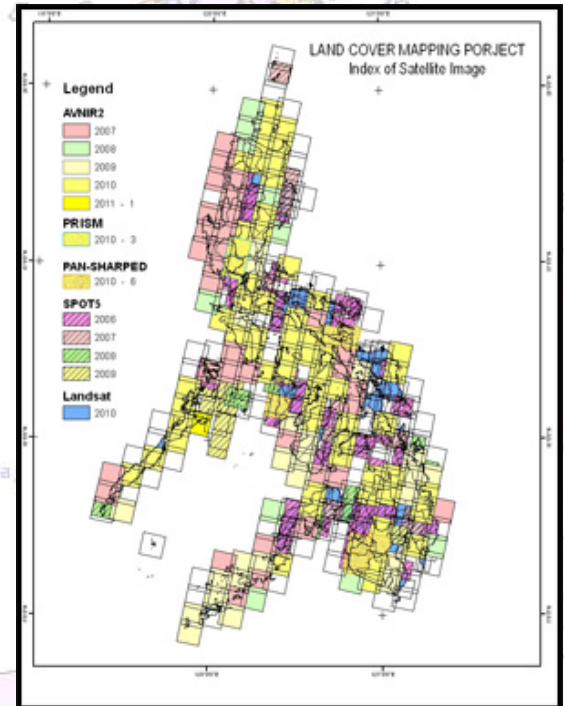 LAND COVER MAPPING PORJECT
Index of Satellite Image
Legend
AVNIR2
2007
2008
2009
2010
2011 - 1
PRISM
2010 - 3
PAN-SHARPED
2010 - 6
SPOT5
2006
2007
2008
2009
Landsat
2010